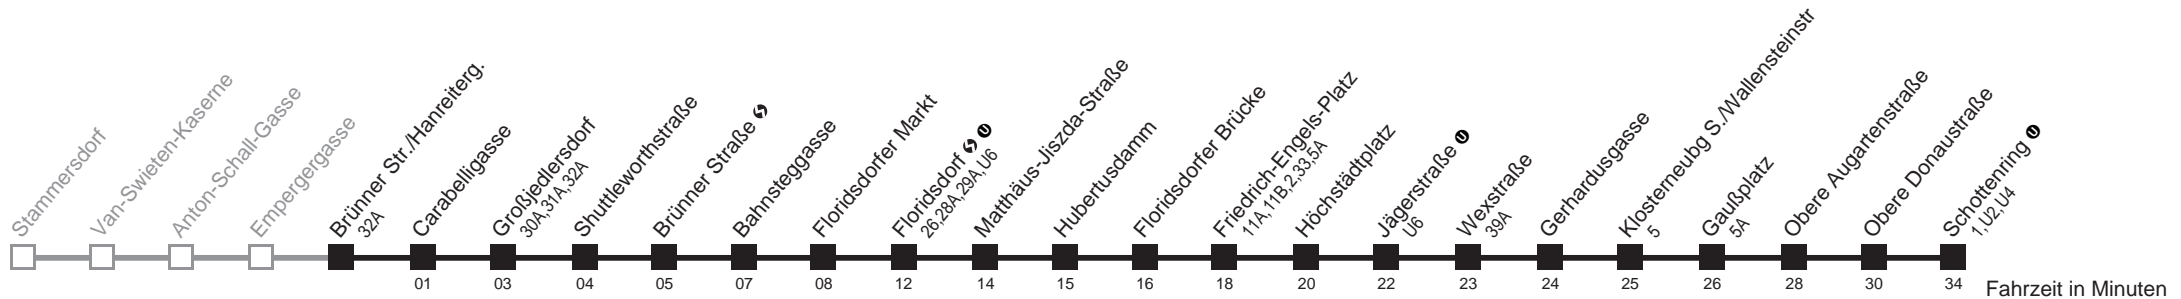 Stammersdorf
Van-Swieten-Kaserne
Anton-Schall-Gasse
Empergergasse
Brünner Str./Hanreiterg.
32A
Carabelligasse
Großjedlersdorf
30A,31A,32A
Shuttleworthstraße
Brünner Straße
Bahnsteggasse
Floridsdorfer Markt
Floridsdorf U
26,28A,29A,U6
Matthäus-Jiszda-Straße
Hubertusdamm
Floridsdorfer Brücke
Friedrich-Engels-Platz
11A,11B,2,33,5A
Höchstädtplatz
Jägerstraße U
U6
Wexstraße
39A
Gerhardusgasse
Klosterneubg S./Wallensteinstr
5
Gaußplatz
5A
Obere Augartenstraße
Obere Donaustraße
Schottenring U
1,U2,U4
01 03 04 05 07 08 12 14 15 16 18 20 22 23 24 25 26 28 30 34 Fahrzeit in Minuten